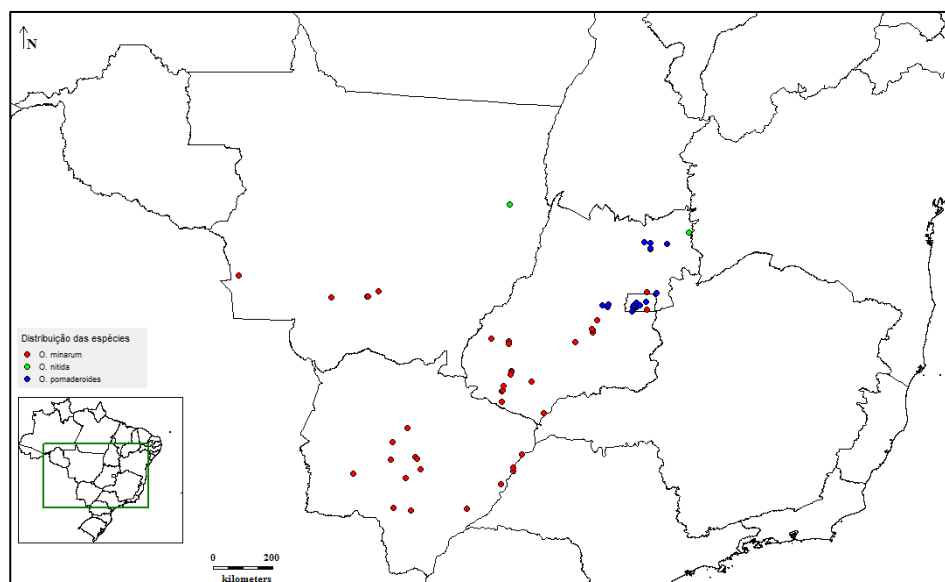 N
Distribuição das espécies
O. minarum
O. nitida
O. pomaderoides
0 200
kilometers